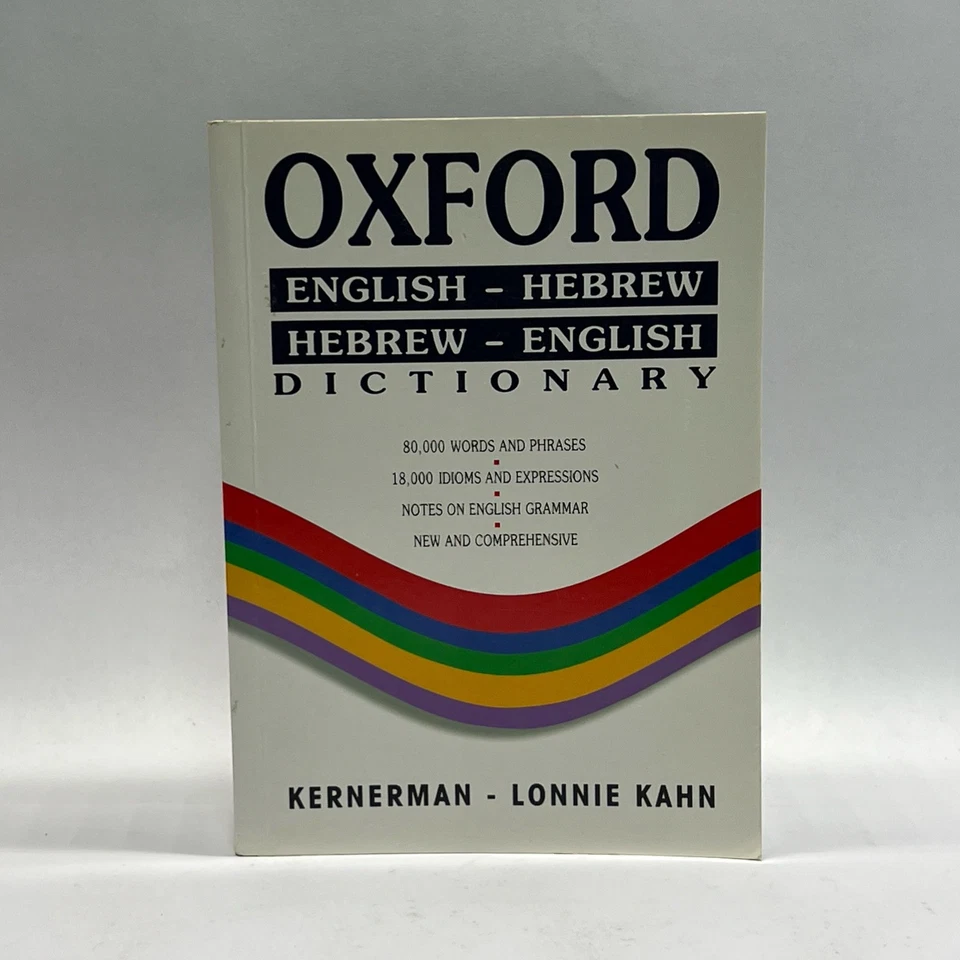 OXFORD
ENGLISH – HEBREW
HEBREW – ENGLISH
DICTIONARY
80,000 WORDS AND PHRASES
18,000 IDIOMS AND EXPRESSIONS
NOTES ON ENGLISH GRAMMAR
NEW AND COMPREHENSIVE
KERNERMAN - LONNIE KAHN